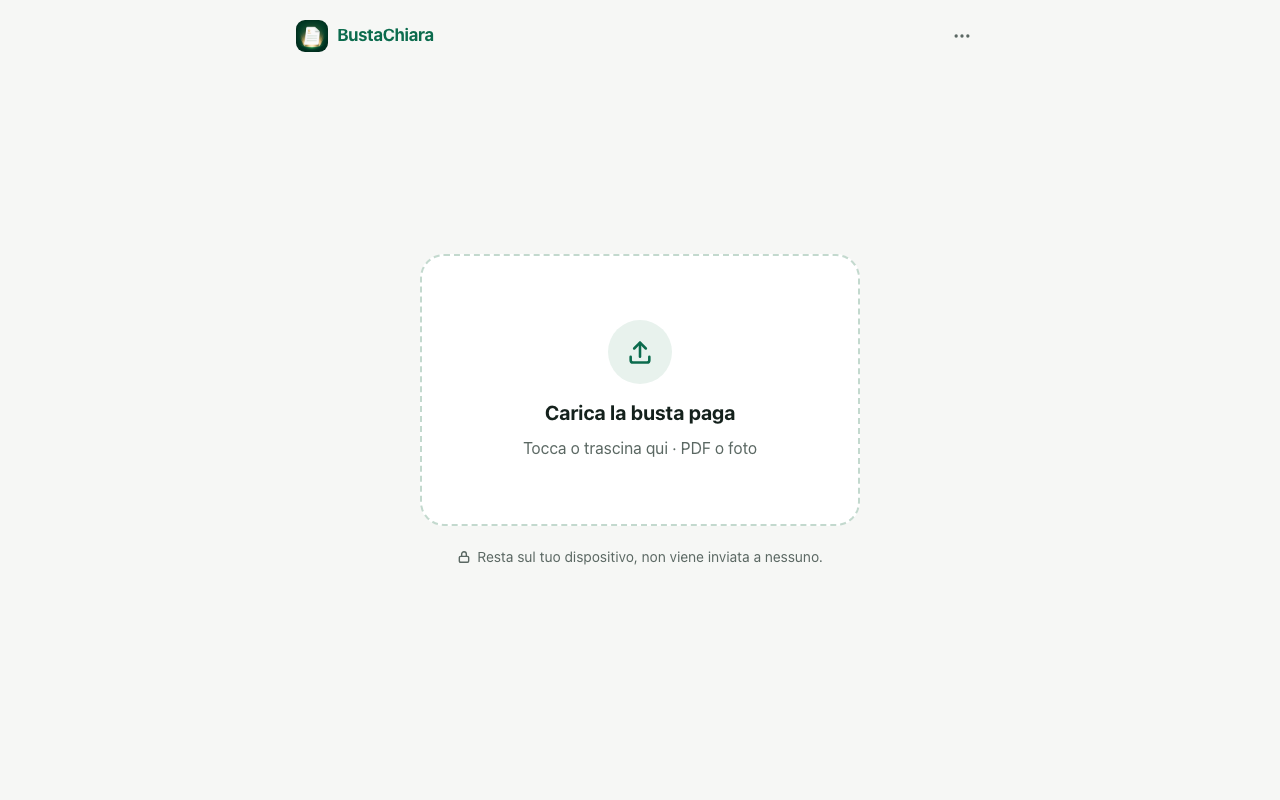 BustaChiara
Carica la busta paga
Tocca o trascina qui · PDF o foto
Resta sul tuo dispositivo, non viene inviata a nessuno.